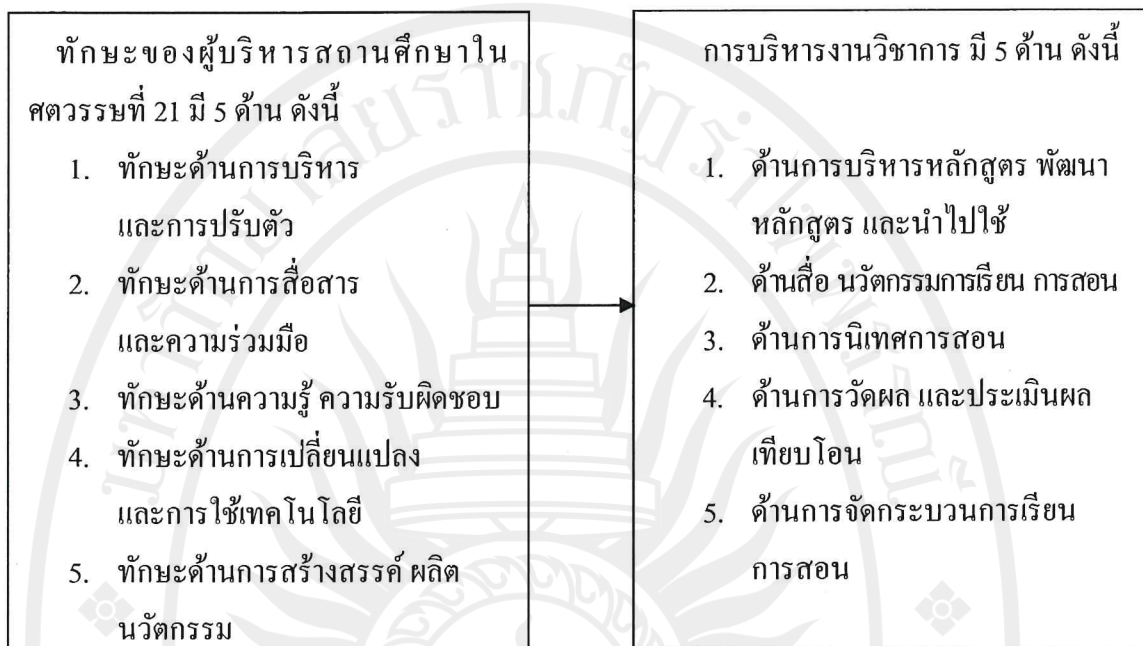 ทักษะของผู้บริหารสถานศึกษาใน
ศตวรรษที่ 21 มี 5 ด้าน ดังนี้
1. ทักษะด้านการบริหาร
และการปรับตัว
2. ทักษะด้านการสื่อสาร
และความร่วมมือ
3. ทักษะด้านความรู้ ความรับผิดชอบ
4. ทักษะด้านการเปลี่ยนแปลง
และการใช้เทคโนโลยี
5. ทักษะด้านการสร้างสรรค์ ผลิต
นวัตกรรม
การบริหารงานวิชาการ มี 5 ด้าน ดังนี้
1. ด้านการบริหารหลักสูตร พัฒนา
หลักสูตร และนำไปใช้
2. ด้านสื่อ นวัตกรรมการเรียน การสอน
3. ด้านการนิเทศการสอน
4. ด้านการวัดผล และประเมินผล
เทียบโอน
5. ด้านการจัดกระบวนการเรียน
การสอน